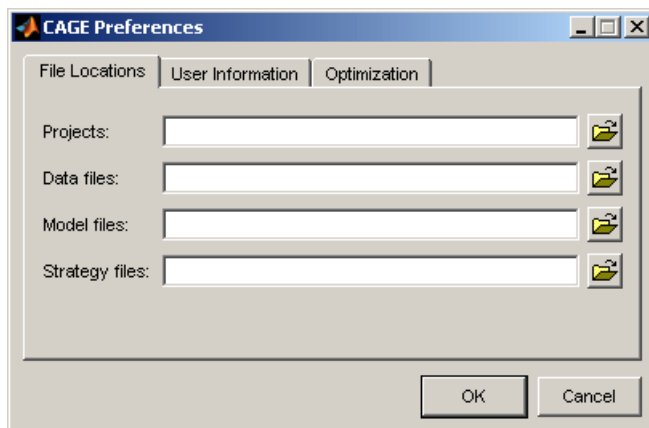 CAGE Preferences
File Locations User Information Optimization
Projects:
Data files:
Model files:
Strategy files:
OK Cancel